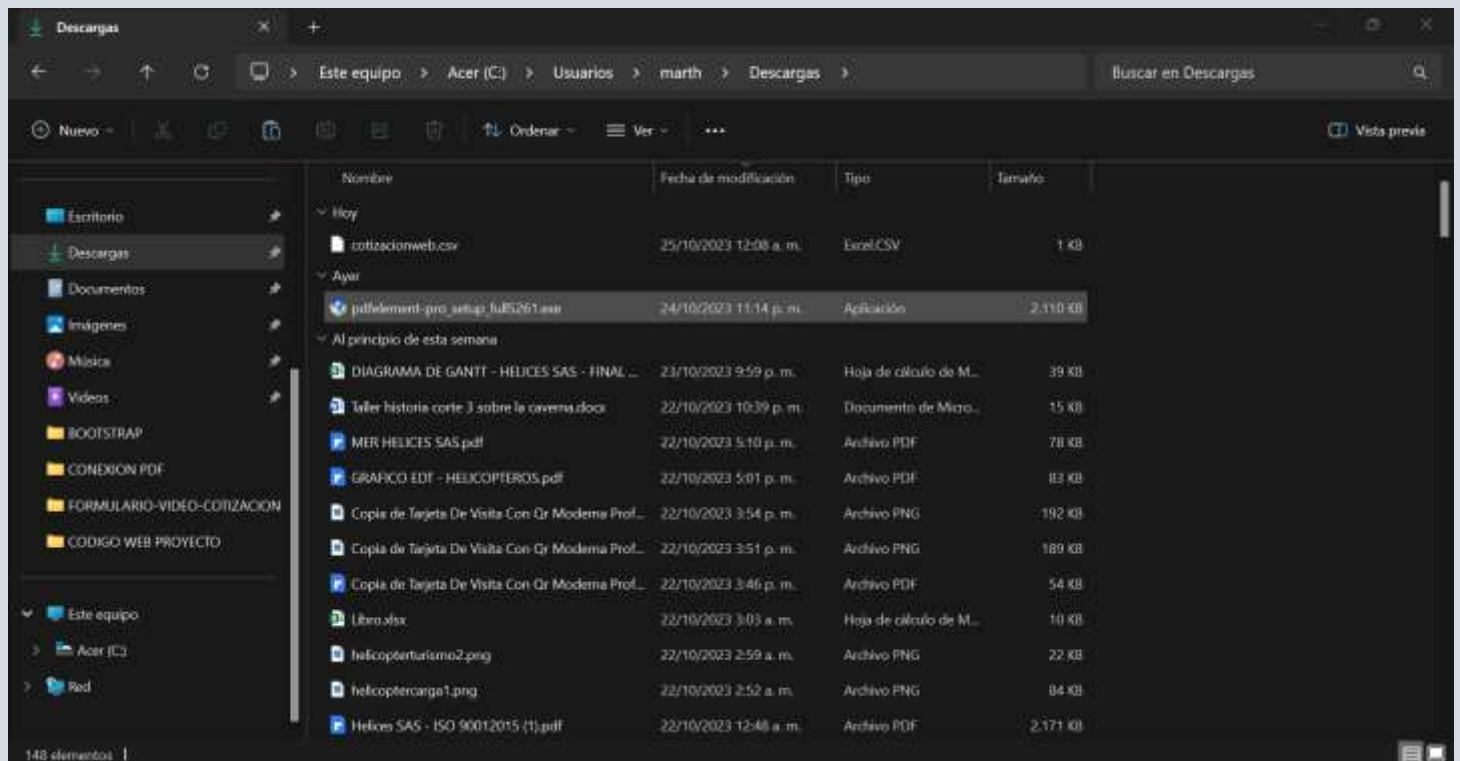 Descargas
Este equipo > Acer (C:) > Usuarios > marth > Descargas >
Buscar en Descargas
Nuevo
Ordenar
Ver
Vista previa
Nombre Fecha de modificación Tipo Tamaño
Escritorio
Descargas
Documentos
Imágenes
Música
Videos
BOOTSTRAP
CONEXION PDF
FORMULARIO-VIDEO-COTIZACION
CODIGO WEB PROYECTO
Este equipo
Acer (C:)
Red
Hoy
cotizacionweb.csv 25/10/2023 12:08 a. m. Excel.CSV 1 KB
Ayer
pdfelement-pro_setup_full5261.exe 24/10/2023 11:14 p. m. Aplicación 2.110 KB
Al principio de esta semana
DIAGRAMA DE GANTT - HELICES SAS - FINAL ... 23/10/2023 9:59 p. m. Hoja de cálculo de M... 39 KB
Taller historia corte 3 sobre la caverna.docx 22/10/2023 10:39 p. m. Documento de Micro... 15 KB
MER HELICES SAS.pdf 22/10/2023 5:10 p. m. Archivo PDF 78 KB
GRAFICO EDT - HELICOPTEROS.pdf 22/10/2023 5:01 p. m. Archivo PDF 83 KB
Copia de Tarjeta De Visita Con Qr Moderna Prof... 22/10/2023 3:54 p. m. Archivo PNG 192 KB
Copia de Tarjeta De Visita Con Qr Moderna Prof... 22/10/2023 3:51 p. m. Archivo PNG 189 KB
Copia de Tarjeta De Visita Con Qr Moderna Prof... 22/10/2023 3:46 p. m. Archivo PDF 54 KB
Libro.xlsx 22/10/2023 3:03 a. m. Hoja de cálculo de M... 10 KB
helicopterturismo2.png 22/10/2023 2:59 a. m. Archivo PNG 22 KB
helicoptercarga1.png 22/10/2023 2:52 a. m. Archivo PNG 84 KB
Helices SAS - ISO 90012015 (1).pdf 22/10/2023 12:48 a. m. Archivo PDF 2.171 KB
148 elementos